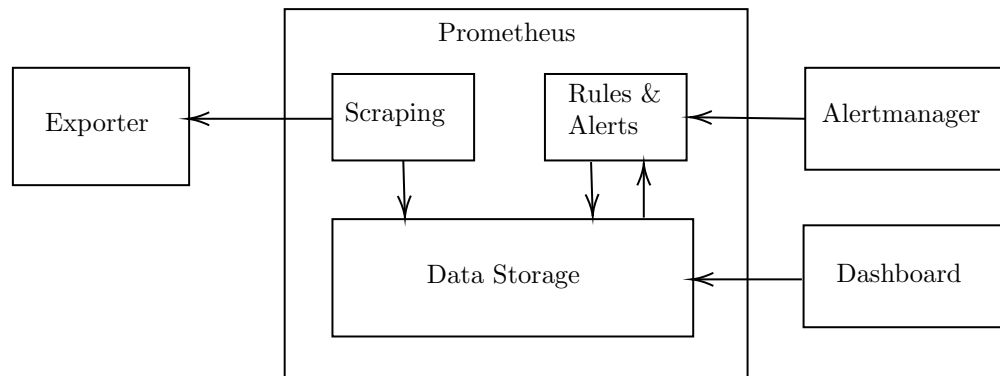 Prometheus
Exporter
Scraping
Rules &
Alerts
Alertmanager
Data Storage
Dashboard